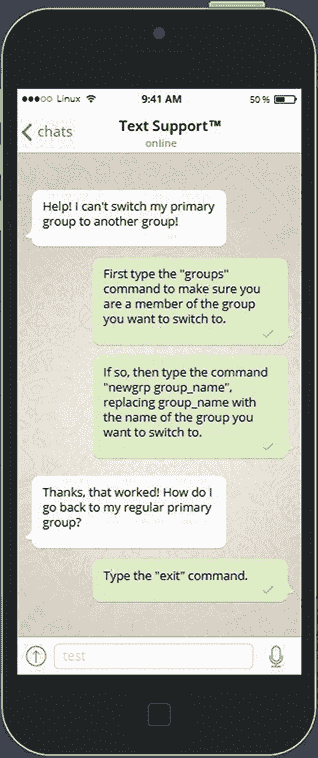 Linux 9:41 AM 50 %
chats Text Support™
online
Help! I can't switch my primary
group to another group!
First type the "groups"
command to make sure you
are a member of the group
you want to switch to.
If so, then type the command
"newgrp group_name",
replacing group_name with
the name of the group you
want to switch to.
Thanks, that worked! How do I
go back to my regular primary
group?
Type the "exit" command.
test